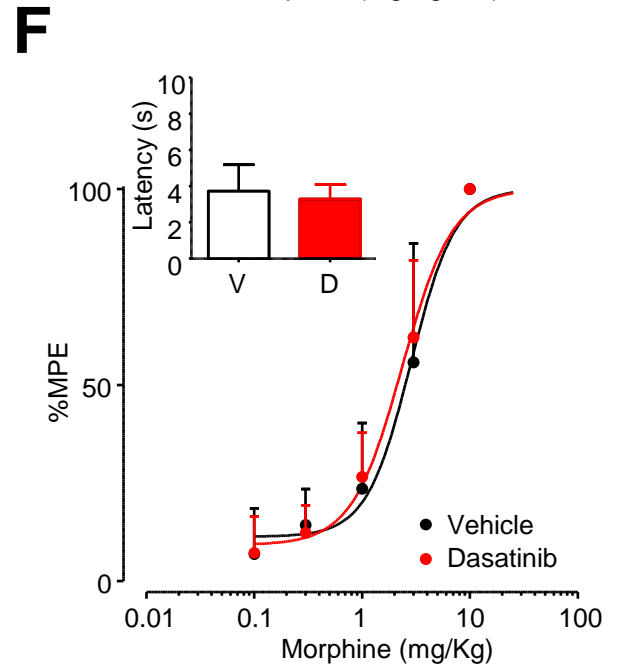 F
10
8
6
4
2
0
Latency (s)
V D
100
50
0
%MPE
Vehicle
Dasatinib
0.01 0.1 1 10 100
Morphine (mg/Kg)